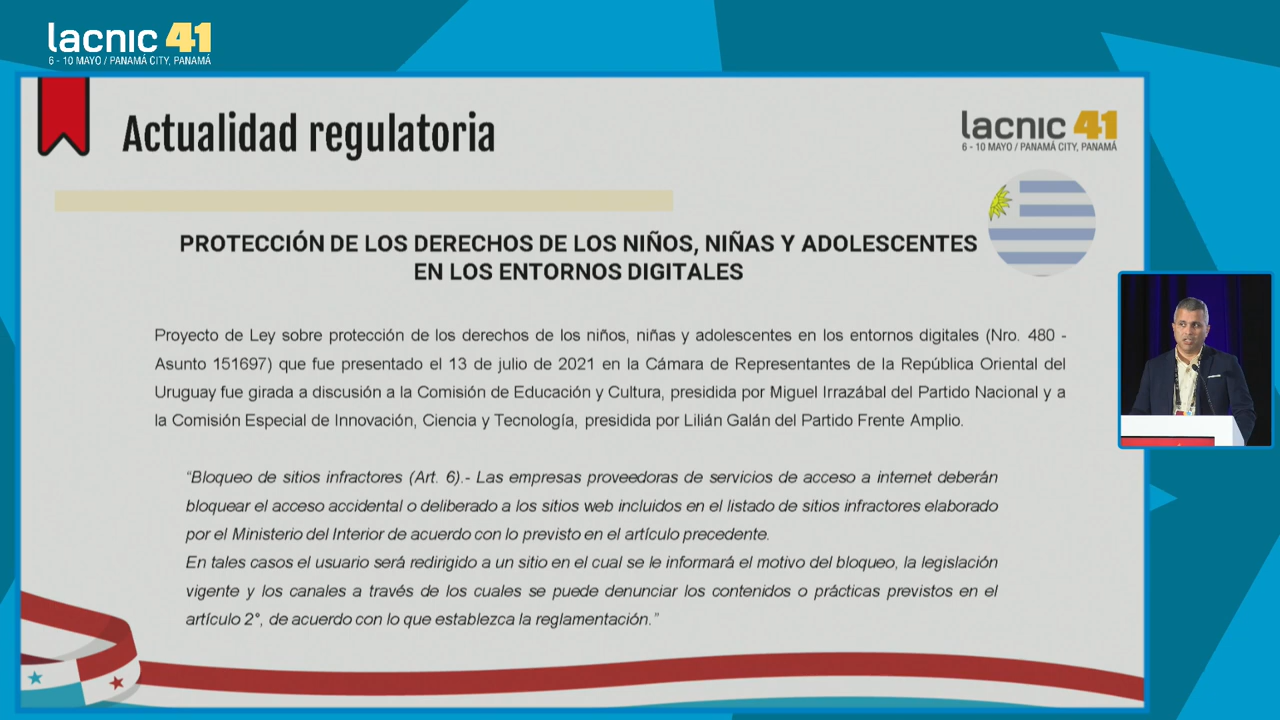 lacnic 41
6 - 10 MAYO / PANAMÁ CITY, PANAMÁ
Actualidad regulatoria
lacnic 41
6 - 10 MAYO / PANAMÁ CITY, PANAMÁ
PROTECCIÓN DE LOS DERECHOS DE LOS NIÑOS, NIÑAS Y ADOLESCENTES
EN LOS ENTORNOS DIGITALES
Proyecto de Ley sobre protección de los derechos de los niños, niñas y adolescentes en los entornos digitales (Nro. 480 -
Asunto 151697) que fue presentado el 13 de julio de 2021 en la Cámara de Representantes de la República Oriental del
Uruguay fue girada a discusión a la Comisión de Educación y Cultura, presidida por Miguel Irrazábal del Partido Nacional y a
la Comisión Especial de Innovación, Ciencia y Tecnología, presidida por Lilián Galán del Partido Frente Amplio.
“Bloqueo de sitios infractores (Art. 6).- Las empresas proveedoras de servicios de acceso a internet deberán
bloquear el acceso accidental o deliberado a los sitios web incluidos en el listado de sitios infractores elaborado
por el Ministerio del Interior de acuerdo con lo previsto en el artículo precedente.
En tales casos el usuario será redirigido a un sitio en el cual se le informará el motivo del bloqueo, la legislación
vigente y los canales a través de los cuales se puede denunciar los contenidos o prácticas previstos en el
artículo 2°, de acuerdo con lo que establezca la reglamentación.”